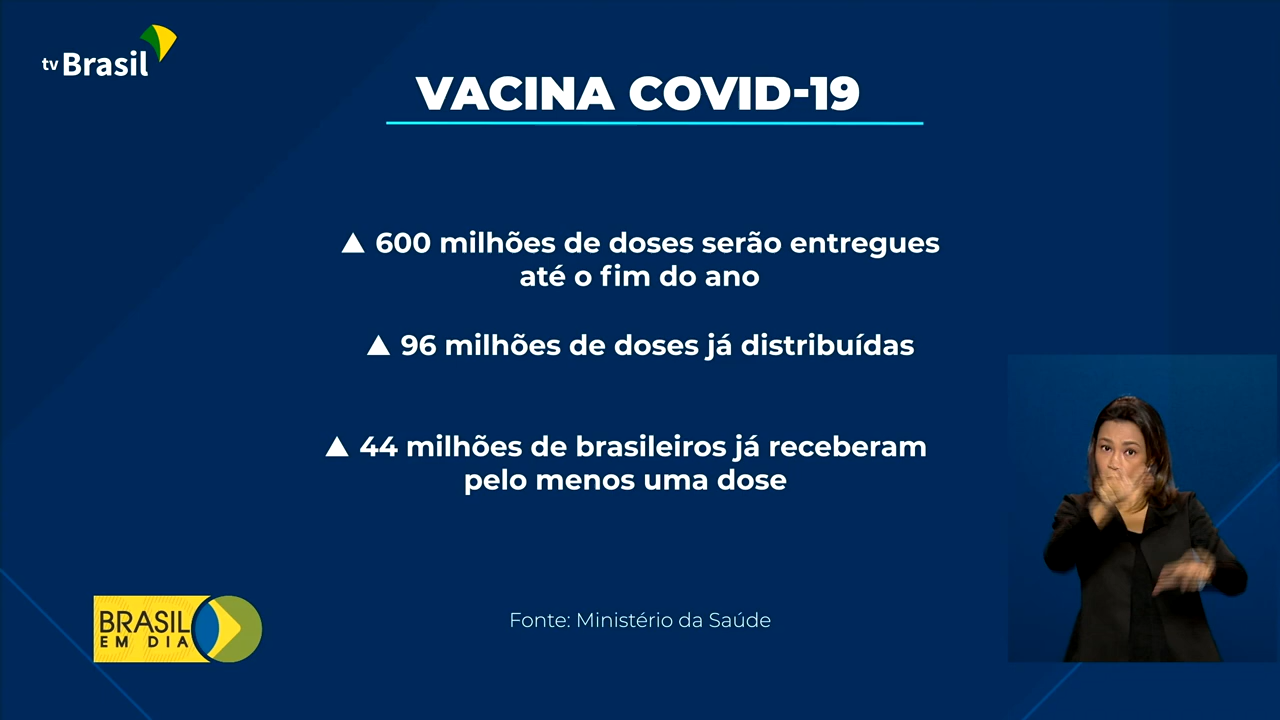 tv Brasil
VACINA COVID-19
▲ 600 milhões de doses serão entregues
até o fim do ano
▲ 96 milhões de doses já distribuídas
▲ 44 milhões de brasileiros já receberam
pelo menos uma dose
BRASIL
EM DIA
Fonte: Ministério da Saúde